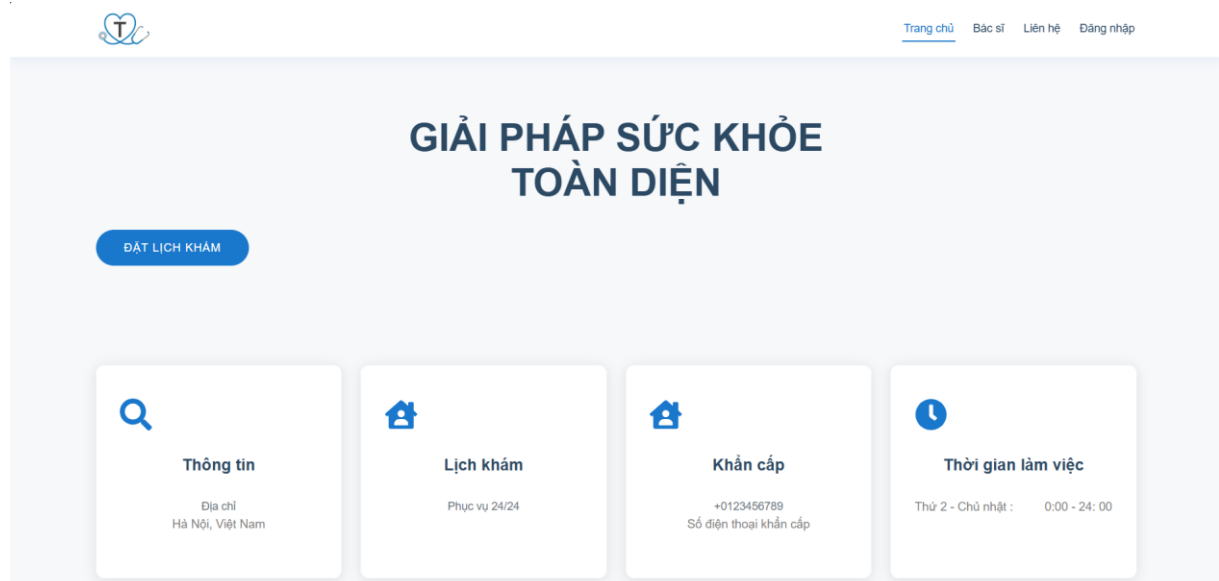 T
Trang chủ Bác sĩ Liên hệ Đăng nhập
GIẢI PHÁP SỨC KHỎE
TOÀN DIỆN
ĐẶT LỊCH KHÁM
Thông tin
Địa chỉ
Hà Nội, Việt Nam
Lịch khám
Phục vụ 24/24
Khẩn cấp
+0123456789
Số điện thoại khẩn cấp
Thời gian làm việc
Thứ 2 - Chủ nhật : 0:00 - 24: 00